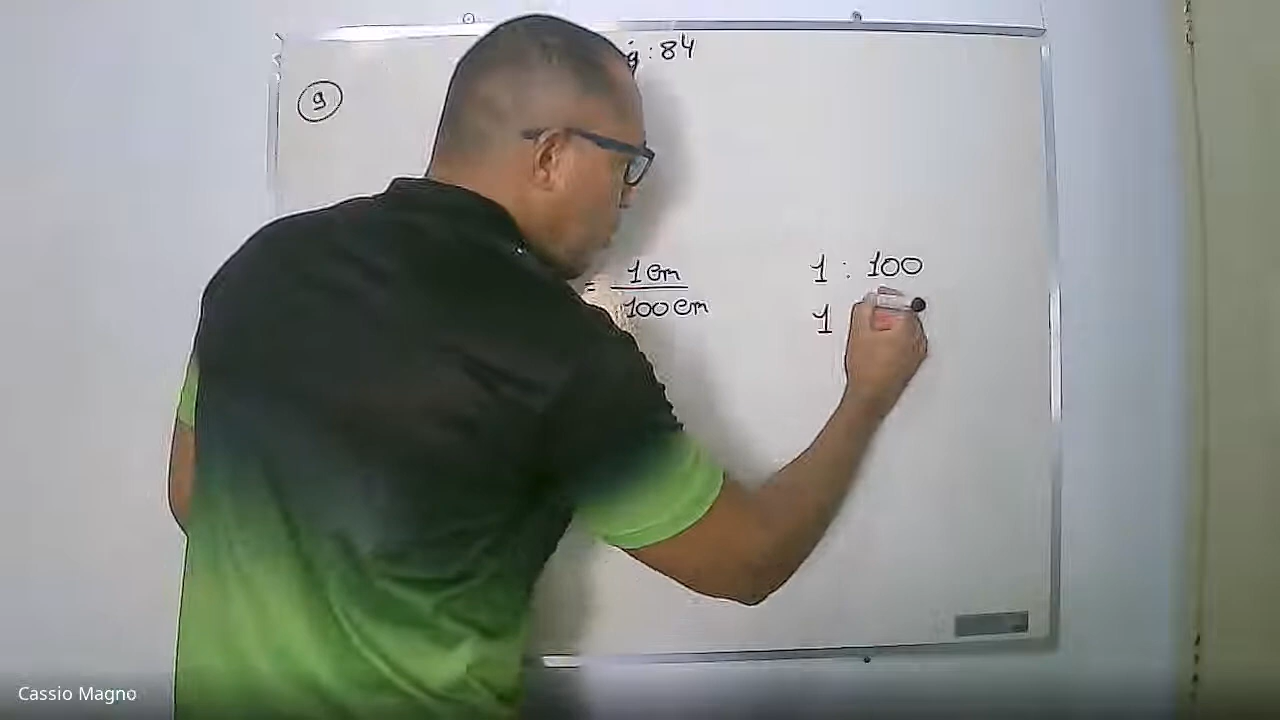 : 84
9
= 1 cm
100 cm
1 : 100
1
Cassio Magno